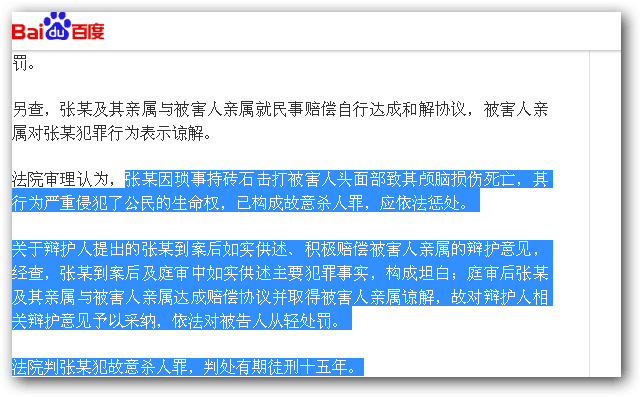 Bai du 百度
罚。
另查，张某及其亲属与被害人亲属就民事赔偿自行达成和解协议，被害人亲
属对张某犯罪行为表示谅解。
法院审理认为，张某因琐事持砖石击打被害人头面部致其颅脑损伤死亡，其
行为严重侵犯了公民的生命权，已构成故意杀人罪，应依法惩处。
关于辩护人提出的张某到案后如实供述、积极赔偿被害人亲属的辩护意见，
经查，张某到案后及庭审中如实供述主要犯罪事实，构成坦白；庭审后张某
及其亲属与被害人亲属达成赔偿协议并取得被害人亲属谅解，故对辩护人相
关辩护意见予以采纳，依法对被告人从轻处罚。
法院判张某犯故意杀人罪，判处有期徒刑十五年。